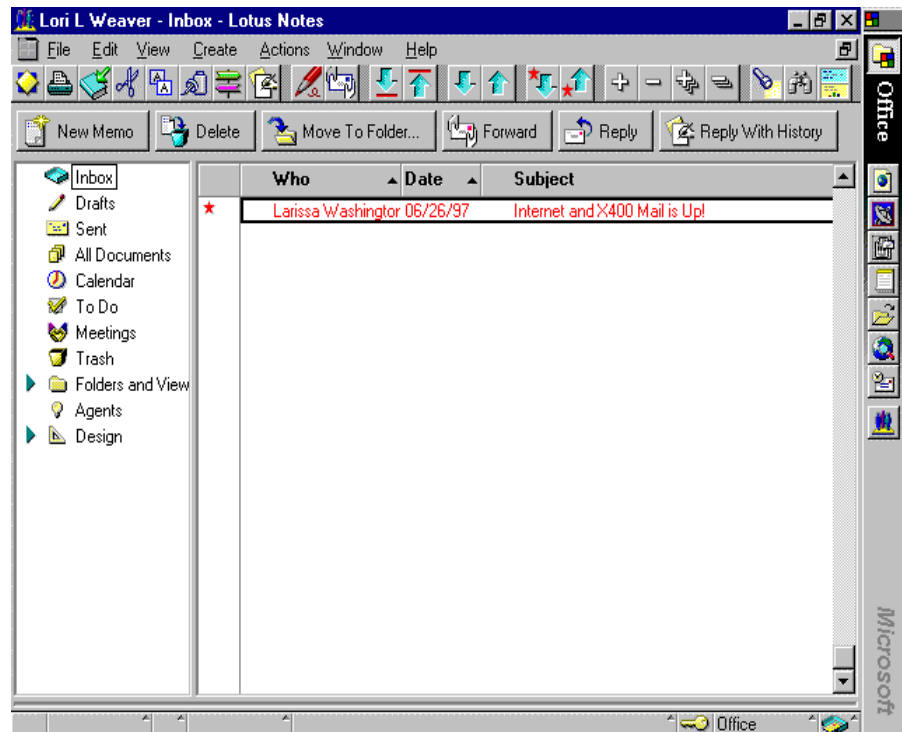 Lori L Weaver - Inbox - Lotus Notes
File Edit View Create Actions Window Help
New Memo Delete Move To Folder... Forward Reply Reply With History
Inbox
Drafts
Sent
All Documents
Calendar
To Do
Meetings
Trash
Folders and View
Agents
Design
Who Date Subject
Larissa Washingtor 06/26/97 Internet and X400 Mail is Up!
Office
Office
Microsoft